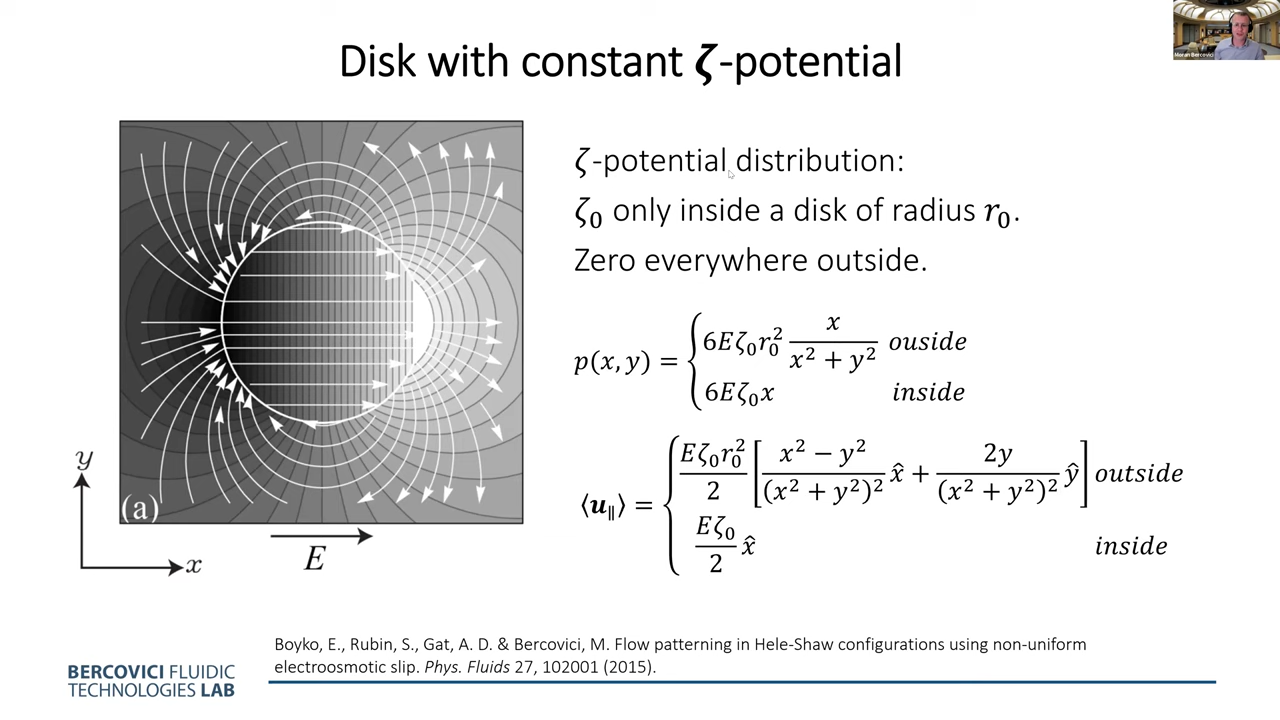 Disk with constant ζ-potential
Moran Bercovici
ζ-potential distribution:
ζ₀ only inside a disk of radius r₀.
Zero everywhere outside.
p(x, y) = { 6Eζ₀r₀² x / (x² + y²) ouside
6Eζ₀x inside
⟨u∥⟩ = { Eζ₀r₀² / 2 [ (x² − y²) / (x² + y²)² x̂ + 2y / (x² + y²)² ŷ ] outside
Eζ₀ / 2 x̂ inside
(a)
y
x
E
Boyko, E., Rubin, S., Gat, A. D. & Bercovici, M. Flow patterning in Hele-Shaw configurations using non-uniform
electroosmotic slip. Phys. Fluids 27, 102001 (2015).
BERCOVICI FLUIDIC
TECHNOLOGIES LAB